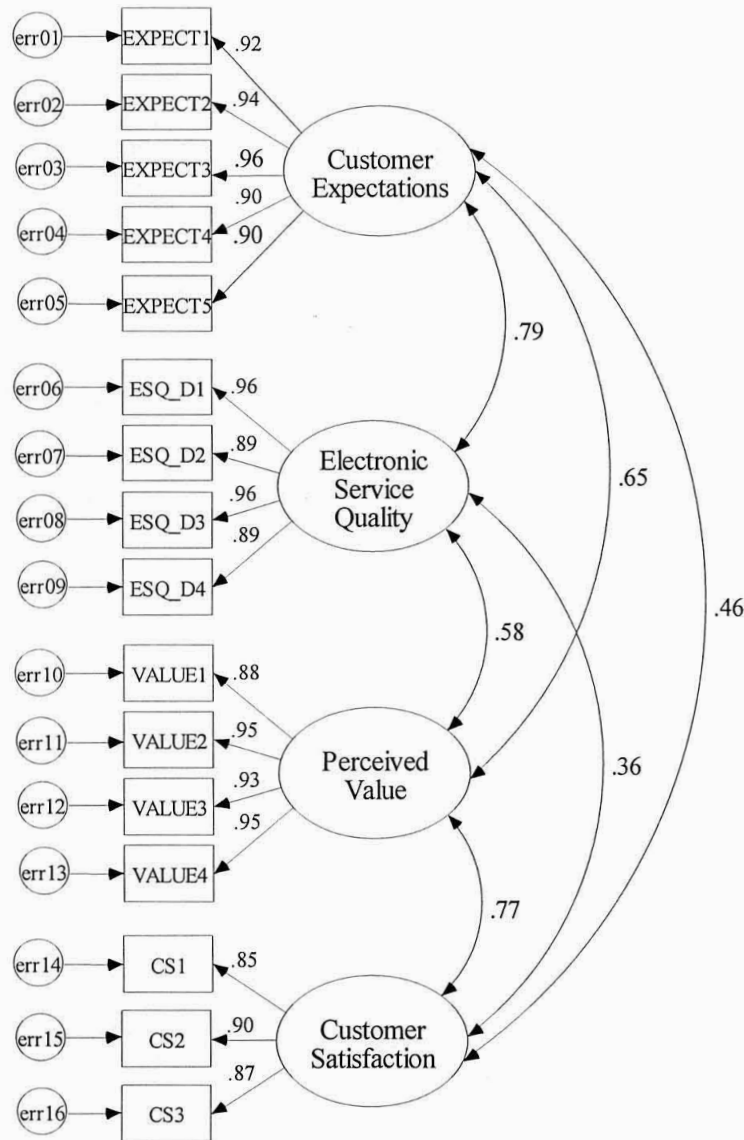 err01
EXPECT1
.92
err02
EXPECT2
.94
err03
EXPECT3
.96
err04
EXPECT4
.90
.90
err05
EXPECT5
Customer
Expectations
.79
err06
ESQ_D1
.96
err07
ESQ_D2
.89
err08
ESQ_D3
.96
.89
err09
ESQ_D4
Electronic
Service
Quality
.65
.58
.46
err10
VALUE1
.88
err11
VALUE2
.95
err12
VALUE3
.93
err13
VALUE4
.95
Perceived
Value
.36
.77
err14
CS1
.85
err15
CS2
.90
err16
CS3
.87
Customer
Satisfaction